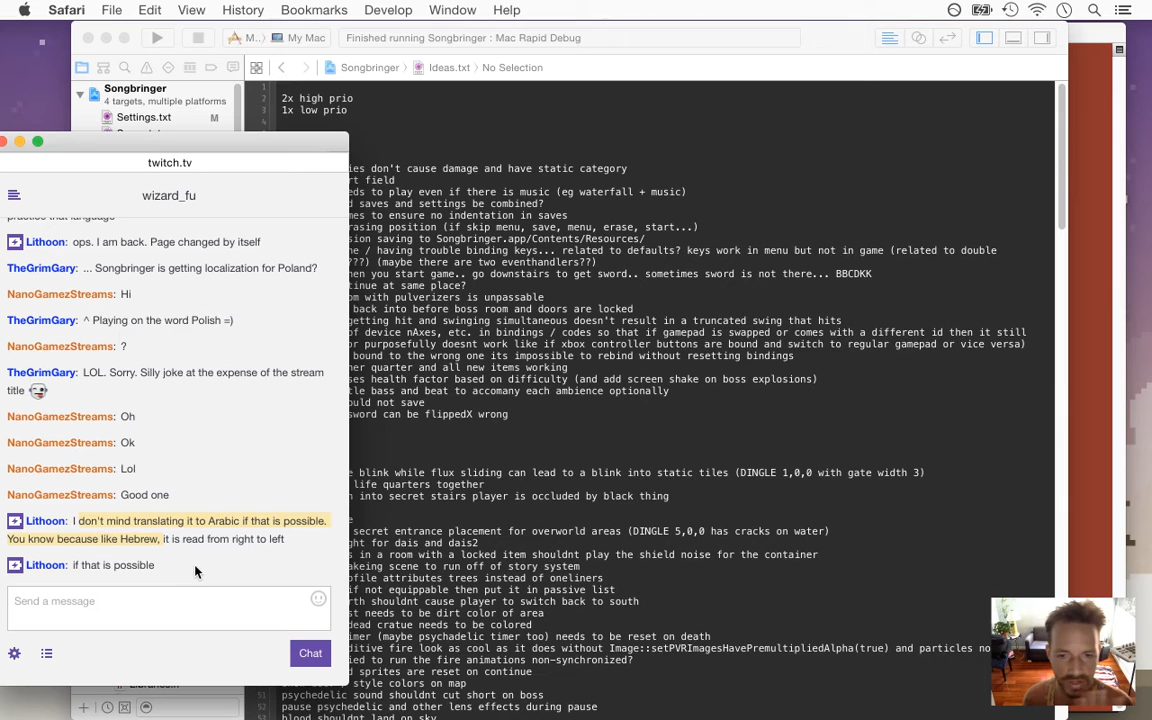 Safari File Edit View History Bookmarks Develop Window Help
M.. My Mac Finished running Songbringer : Mac Rapid Debug
Songbringer Ideas.txt No Selection
Songbringer
4 targets, multiple platforms
Settings.txt M
1
2 2x high prio
3 1x low prio
4
twitch.tv
wizard_fu
practice that language
Lithoon: ops. I am back. Page changed by itself
TheGrimGary: ... Songbringer is getting localization for Poland?
NanoGamezStreams: Hi
TheGrimGary: ^ Playing on the word Polish =)
NanoGamezStreams: ?
TheGrimGary: LOL. Sorry. Silly joke at the expense of the stream
title
NanoGamezStreams: Oh
NanoGamezStreams: Ok
NanoGamezStreams: Lol
NanoGamezStreams: Good one
Lithoon: I don't mind translating it to Arabic if that is possible.
You know because like Hebrew, it is read from right to left
Lithoon: if that is possible
Send a message
Chat
ies don't cause damage and have static category
rt field
eds to play even if there is music (eg waterfall + music)
d saves and settings be combined?
mes to ensure no indentation in saves
rasing position (if skip menu, save, menu, erase, start...)
sion saving to Songbringer.app/Contents/Resources/
ne / having trouble binding keys... related to defaults? keys work in menu but not in game (related to double
???) (maybe there are two eventhandlers??)
hen you start game.. go downstairs to get sword.. sometimes sword is not there... BBCDKK
tinue at same place?
om with pulverizers is unpassable
back into before boss room and doors are locked
getting hit and swinging simultaneous doesn't result in a truncated swing that hits
of device nAxes, etc. in bindings / codes so that if gamepad is swapped or comes with a different id then it still
or purposefully doesnt work like if xbox controller buttons are bound and switch to regular gamepad or vice versa)
bound to the wrong one its impossible to rebind without resetting bindings
her quarter and all new items working
ses health factor based on difficulty (and add screen shake on boss explosions)
tle bass and beat to accomany each ambience optionally
ould not save
sword can be flippedX wrong
e blink while flux sliding can lead to a blink into static tiles (DINGLE 1,0,0 with gate width 3)
life quarters together
n into secret stairs player is occluded by black thing
e
secret entrance placement for overworld areas (DINGLE 5,0,0 has cracks on water)
ght for dais and dais2
s in a room with a locked item shouldnt play the shield noise for the container
akeing scene to run off of story system
ofile attributes trees instead of oneliners
if not equippable then put it in passive list
rth shouldnt cause player to switch back to south
st needs to be dirt color of area
dead cratue needs to be colored
imer (maybe psychadelic timer too) needs to be reset on death
ditive fire look as cool as it does without Image::setPVRImagesHavePremultipliedAlpha(true) and particles no
ied to run the fire animations non-synchronized?
d sprites are reset on continue
style colors on map
51 psychedelic sound shouldnt cut short on boss
52 pause psychedelic and other lens effects during pause
53 blood shouldnt land on sky